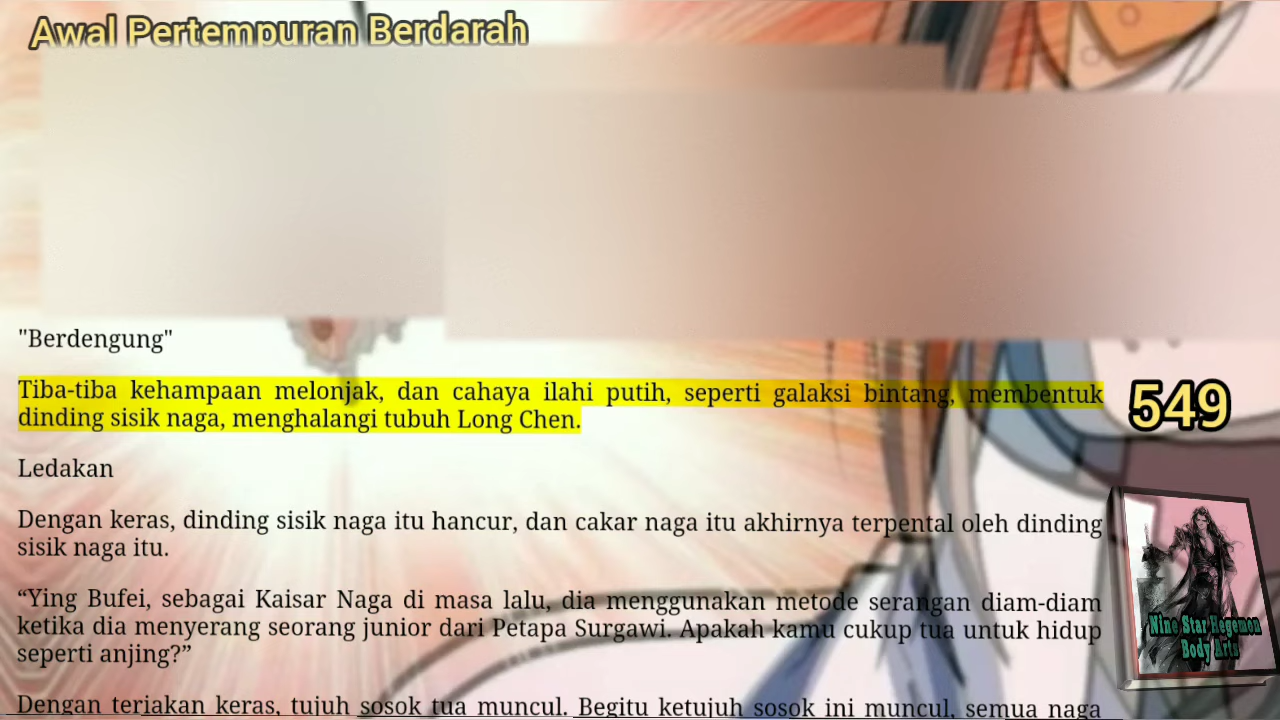 Awal Pertempuran Berdarah
"Berdengung"
Tiba-tiba kehampaan melonjak, dan cahaya ilahi putih, seperti galaksi bintang, membentuk
dinding sisik naga, menghalangi tubuh Long Chen.
549
Ledakan
Dengan keras, dinding sisik naga itu hancur, dan cakar naga itu akhirnya terpental oleh dinding
sisik naga itu.
“Ying Bufei, sebagai Kaisar Naga di masa lalu, dia menggunakan metode serangan diam-diam
ketika dia menyerang seorang junior dari Petapa Surgawi. Apakah kamu cukup tua untuk hidup
seperti anjing?”
Nine Star Hegemon
Body Arts
Dengan teriakan keras, tujuh sosok tua muncul. Begitu ketujuh sosok ini muncul, semua naga